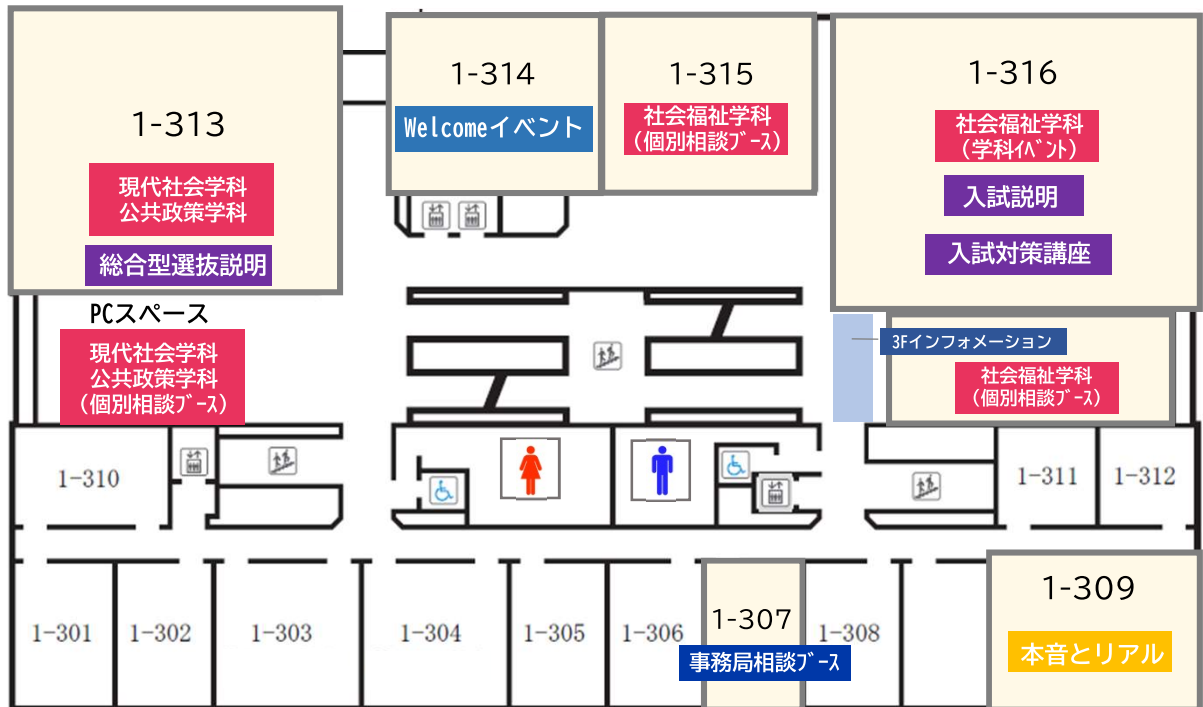 1-313
現代社会学科
公共政策学科
総合型選抜説明
1-314
Welcomeイベント
1-315
社会福祉学科
(個別相談ﾌﾞｰｽ)
1-316
社会福祉学科
(学科ｲﾍﾞﾝﾄ)
入試説明
入試対策講座
PCスペース
現代社会学科
公共政策学科
(個別相談ﾌﾞｰｽ)
3Fインフォメーション
社会福祉学科
(個別相談ﾌﾞｰｽ)
1-310
1-311
1-312
1-301
1-302
1-303
1-304
1-305
1-306
1-307
事務局相談ﾌﾞｰｽ
1-308
1-309
本音とリアル